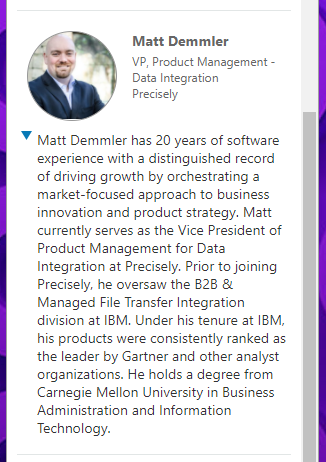 Matt Demmler
VP, Product Management -
Data Integration
Precisely
Matt Demmler has 20 years of software
experience with a distinguished record
of driving growth by orchestrating a
market-focused approach to business
innovation and product strategy. Matt
currently serves as the Vice President of
Product Management for Data
Integration at Precisely. Prior to joining
Precisely, he oversaw the B2B &
Managed File Transfer Integration
division at IBM. Under his tenure at IBM,
his products were consistently ranked as
the leader by Gartner and other analyst
organizations. He holds a degree from
Carnegie Mellon University in Business
Administration and Information
Technology.